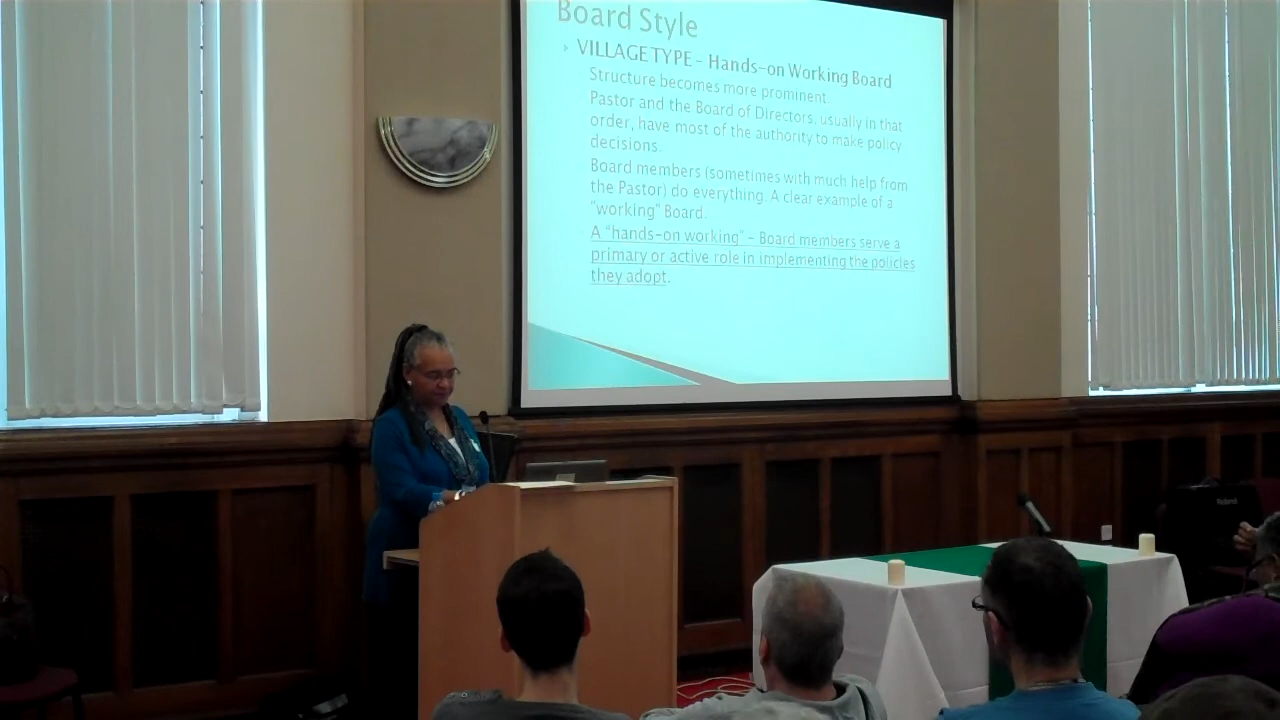 Board Style
VILLAGE TYPE - Hands-on Working Board
Structure becomes more prominent.
Pastor and the Board of Directors, usually in that
order, have most of the authority to make policy
decisions.
Board members (sometimes with much help from
the Pastor) do everything. A clear example of a
"working" Board.
A "hands-on working" - Board members serve a
primary or active role in implementing the policies
they adopt.
Roland